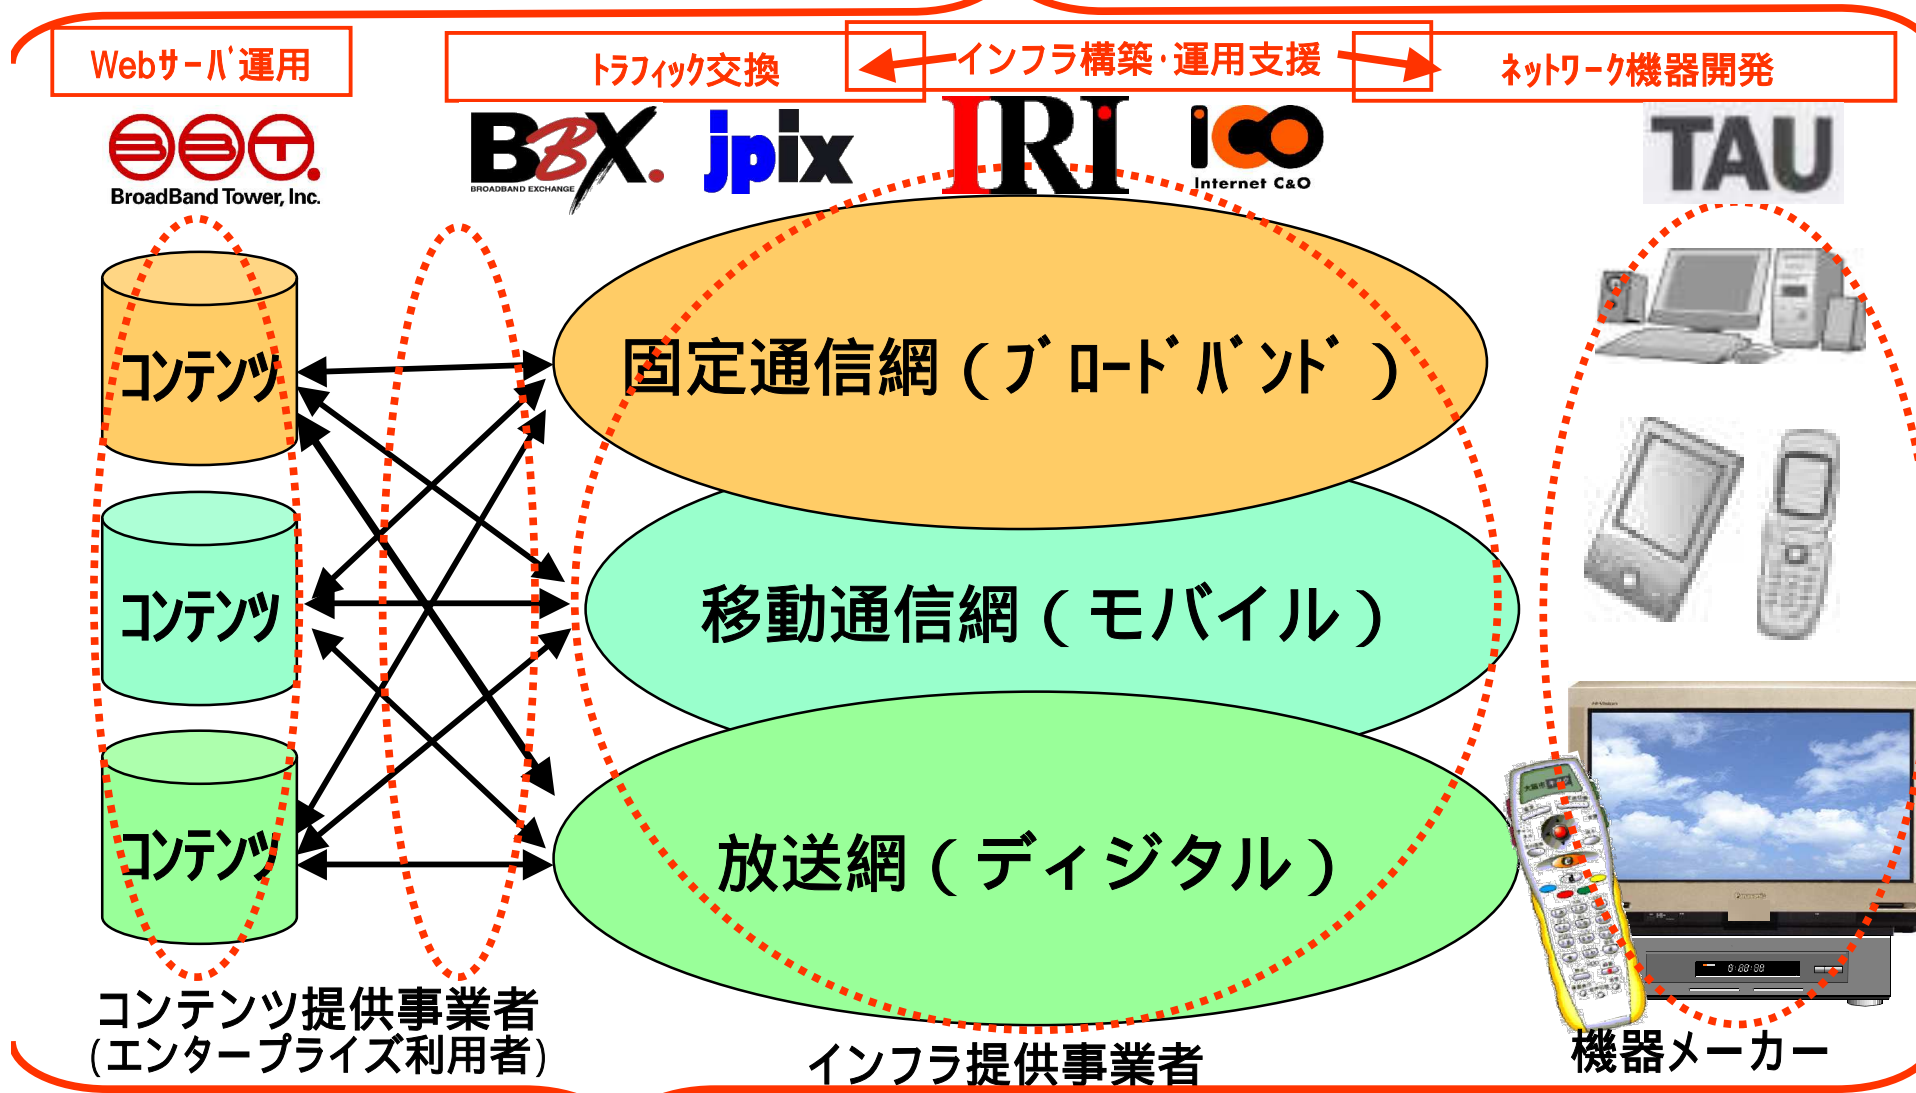 Webサーバ運用
トラフィック交換
インフラ構築・運用支援
ネットワーク機器開発
BBT.
BroadBand Tower, Inc.
BBX.
BROADBAND EXCHANGE
jpix
IRI
ico
Internet C&O
TAU
コンテンツ
固定通信網(ブロードバンド)
コンテンツ
移動通信網(モバイル)
コンテンツ
放送網(ディジタル)
コンテンツ提供事業者
(エンタープライズ利用者)
インフラ提供事業者
機器メーカー